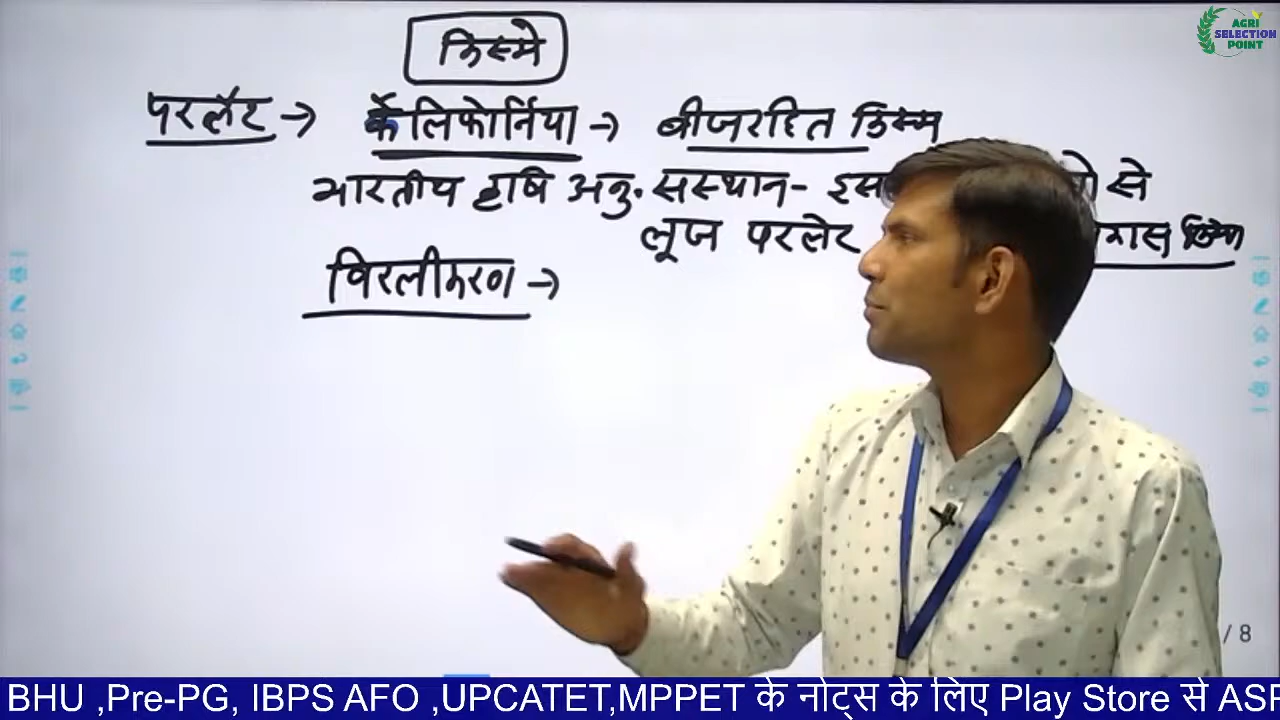 AGRI
SELECTION
POINT
किस्मे
परलैट → कैलिफोर्निया → बीजरहित किस्म
भारतीय कृषि अनु. संस्थान - इस से
लूज परलेट किस्म
विरलीकरण →
/ 8
BHU ,Pre-PG, IBPS AFO ,UPCATET,MPPET के नोट्स के लिए Play Store से ASP